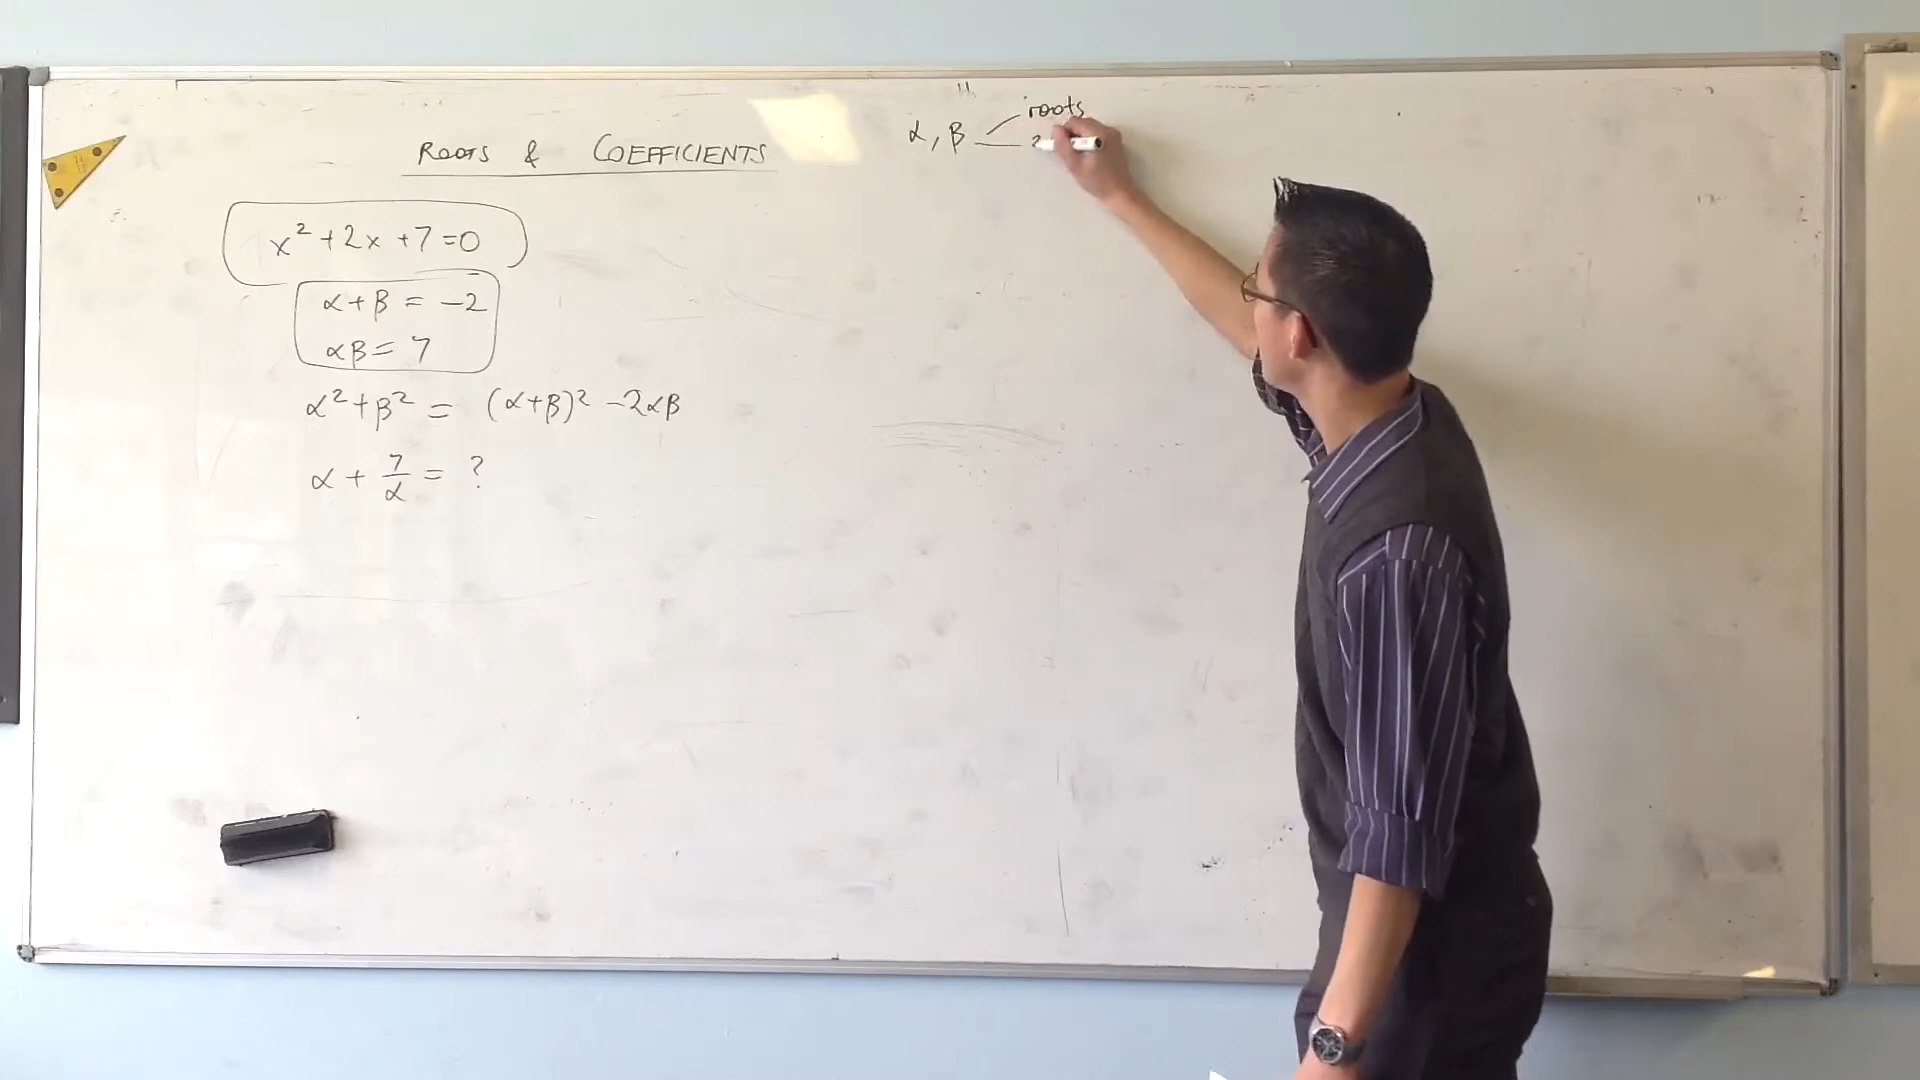 ROOTS & COEFFICIENTS
x² + 2x + 7 = 0
α + β = -2
αβ = 7
α² + β² = (α+β)² - 2αβ
α + 7/α = ?
α, β
roots